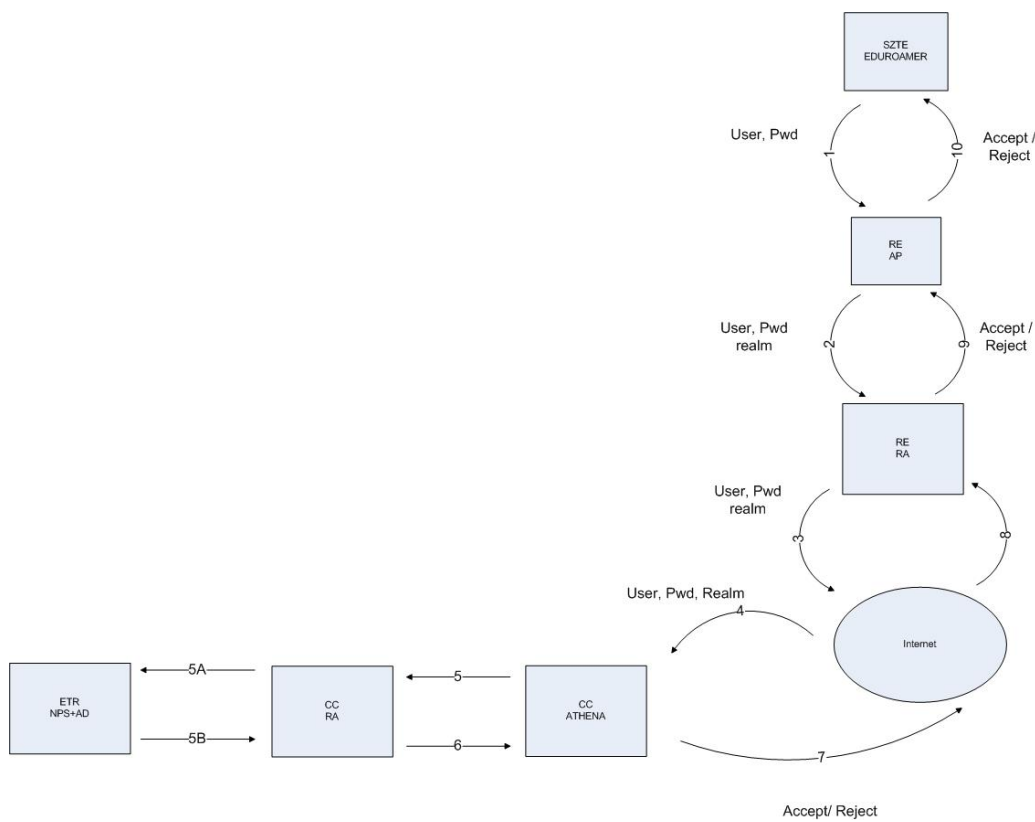 SZTE
EDUROAMER
User, Pwd
1
10
Accept /
Reject
RE
AP
User, Pwd
realm
2
9
Accept /
Reject
RE
RA
User, Pwd
realm
3
8
User, Pwd, Realm
4
Internet
ETR
NPS+AD
5A
5B
CC
RA
5
6
CC
ATHENA
7
Accept/ Reject